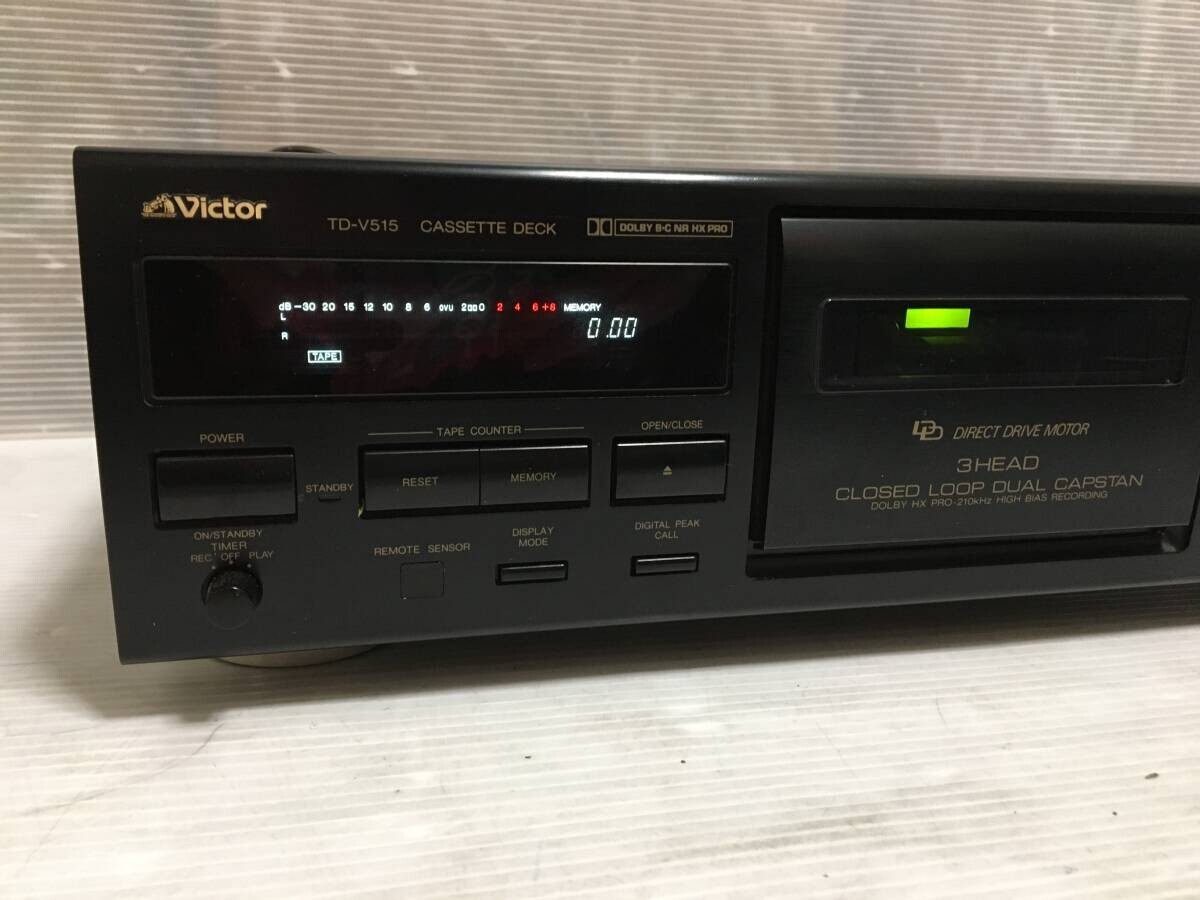 Victor
TD-V515 CASSETTE DECK DOLBY B·C NR HX PRO
dB -30 20 15 12 10 8 6 0VU 2 0 2 4 6 +8 MEMORY
L
R
0.00
TAPE
POWER
TAPE COUNTER
OPEN/CLOSE
STANDBY
RESET
MEMORY
ON/STANDBY
TIMER
REC OFF PLAY
REMOTE SENSOR
DISPLAY
MODE
DIGITAL PEAK
CALL
DD DIRECT DRIVE MOTOR
3HEAD
CLOSED LOOP DUAL CAPSTAN
DOLBY HX PRO-210kHz HIGH BIAS RECORDING